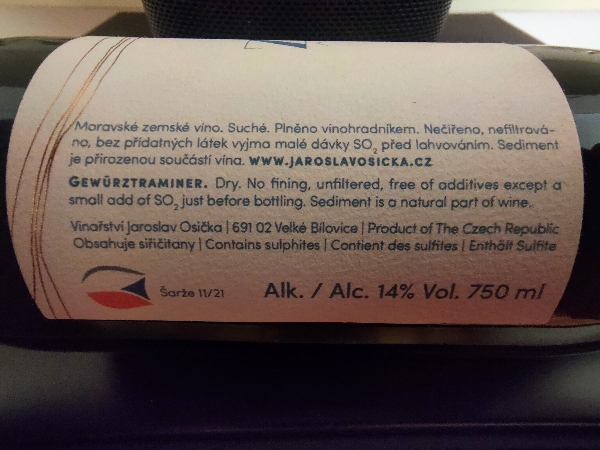 Moravské zemské víno. Suché. Plněno vinohradníkem. Nečiřeno, nefiltrová-
no, bez přídatných látek vyjma malé dávky SO₂ před lahvováním. Sediment
je přirozenou součástí vína. WWW.JAROSLAVOSICKA.CZ
GEWÜRZTRAMINER. Dry. No fining, unfiltered, free of additives except a
small add of SO₂ just before bottling. Sediment is a natural part of wine.
Vinařství Jaroslav Osička | 691 02 Velké Bílovice | Product of The Czech Republic
Obsahuje siřičitany | Contains sulphites | Contient des sulfites | Enthält Sulfite
Šarže 11/21
Alk. / Alc. 14% Vol. 750 ml